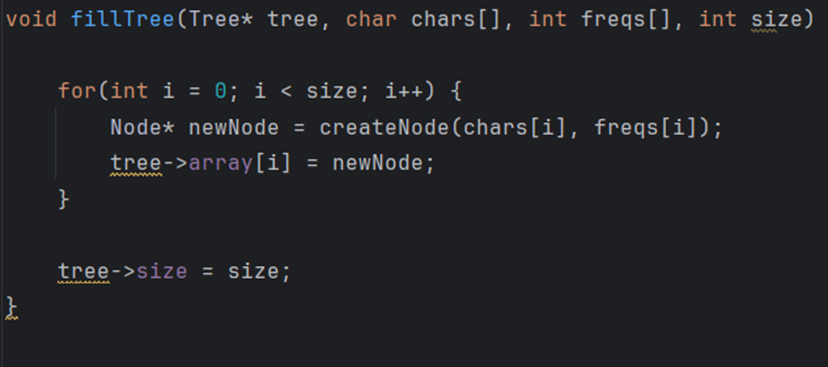 void fillTree(Tree* tree, char chars[], int freqs[], int size)
for(int i = 0; i < size; i++) {
Node* newNode = createNode(chars[i], freqs[i]);
tree->array[i] = newNode;
}
tree->size = size;
}